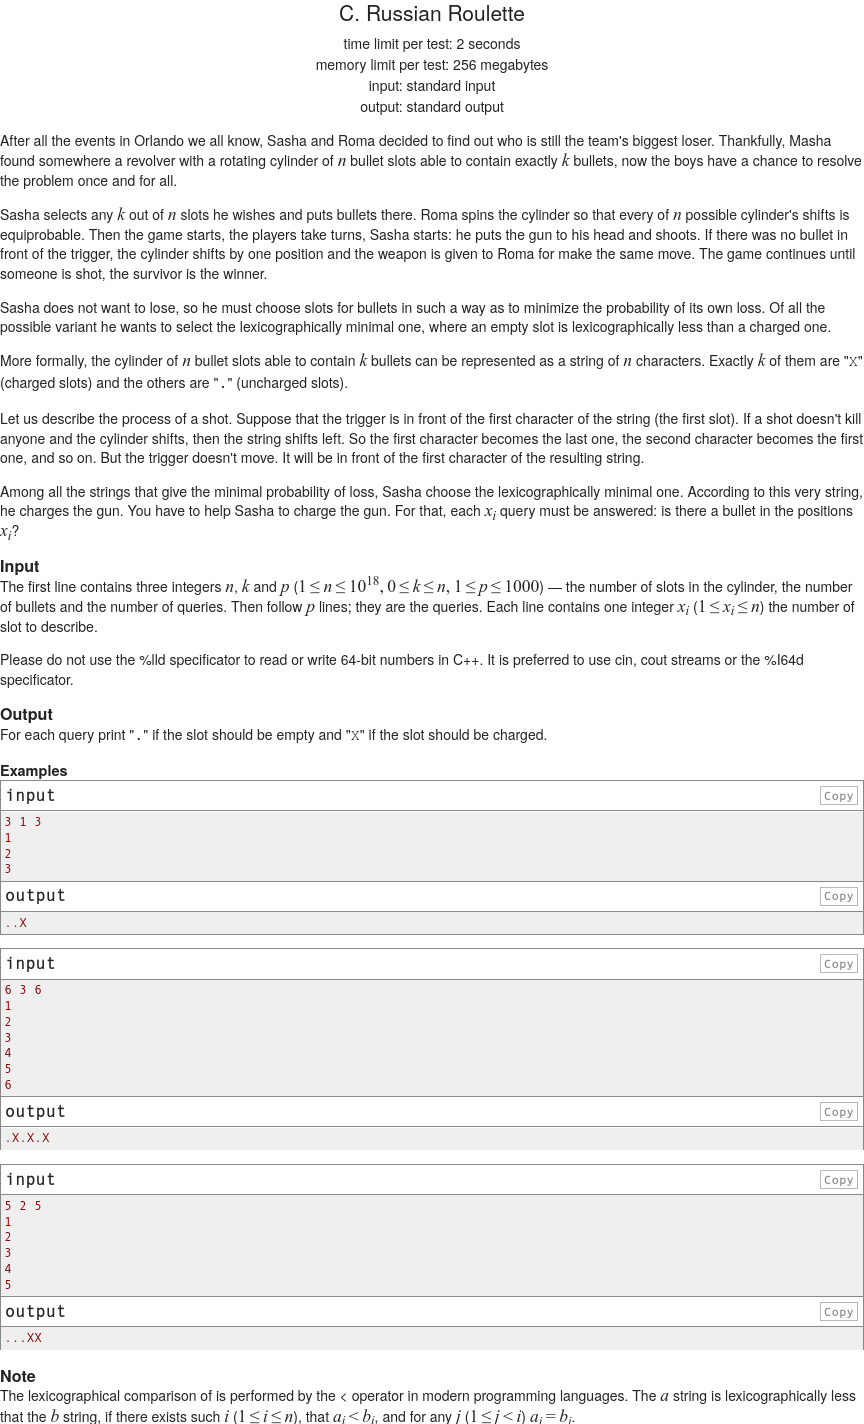 C. Russian Roulette
time limit per test: 2 seconds
memory limit per test: 256 megabytes
input: standard input
output: standard output
After all the events in Orlando we all know, Sasha and Roma decided to find out who is still the team's biggest loser. Thankfully, Masha
found somewhere a revolver with a rotating cylinder of n bullet slots able to contain exactly k bullets, now the boys have a chance to resolve
the problem once and for all.
Sasha selects any k out of n slots he wishes and puts bullets there. Roma spins the cylinder so that every of n possible cylinder's shifts is
equiprobable. Then the game starts, the players take turns, Sasha starts: he puts the gun to his head and shoots. If there was no bullet in
front of the trigger, the cylinder shifts by one position and the weapon is given to Roma for make the same move. The game continues until
someone is shot, the survivor is the winner.
Sasha does not want to lose, so he must choose slots for bullets in such a way as to minimize the probability of its own loss. Of all the
possible variant he wants to select the lexicographically minimal one, where an empty slot is lexicographically less than a charged one.
More formally, the cylinder of n bullet slots able to contain k bullets can be represented as a string of n characters. Exactly k of them are "X"
(charged slots) and the others are "." (uncharged slots).
Let us describe the process of a shot. Suppose that the trigger is in front of the first character of the string (the first slot). If a shot doesn't kill
anyone and the cylinder shifts, then the string shifts left. So the first character becomes the last one, the second character becomes the first
one, and so on. But the trigger doesn't move. It will be in front of the first character of the resulting string.
Among all the strings that give the minimal probability of loss, Sasha choose the lexicographically minimal one. According to this very string,
he charges the gun. You have to help Sasha to charge the gun. For that, each xi query must be answered: is there a bullet in the positions
xi?
Input
The first line contains three integers n, k and p (1 ≤ n ≤ 10^18, 0 ≤ k ≤ n, 1 ≤ p ≤ 1000) — the number of slots in the cylinder, the number
of bullets and the number of queries. Then follow p lines; they are the queries. Each line contains one integer xi (1 ≤ xi ≤ n) the number of
slot to describe.
Please do not use the %lld specificator to read or write 64-bit numbers in C++. It is preferred to use cin, cout streams or the %I64d
specificator.
Output
For each query print "." if the slot should be empty and "X" if the slot should be charged.
Examples
input
Copy
3 1 3
1
2
3
output
Copy
..X
input
Copy
6 3 6
1
2
3
4
5
6
output
Copy
.X.X.X
input
Copy
5 2 5
1
2
3
4
5
output
Copy
...XX
Note
The lexicographical comparison of is performed by the < operator in modern programming languages. The a string is lexicographically less
that the b string, if there exists such i (1 ≤ i ≤ n), that ai < bi, and for any j (1 ≤ j < i) aj = bj.